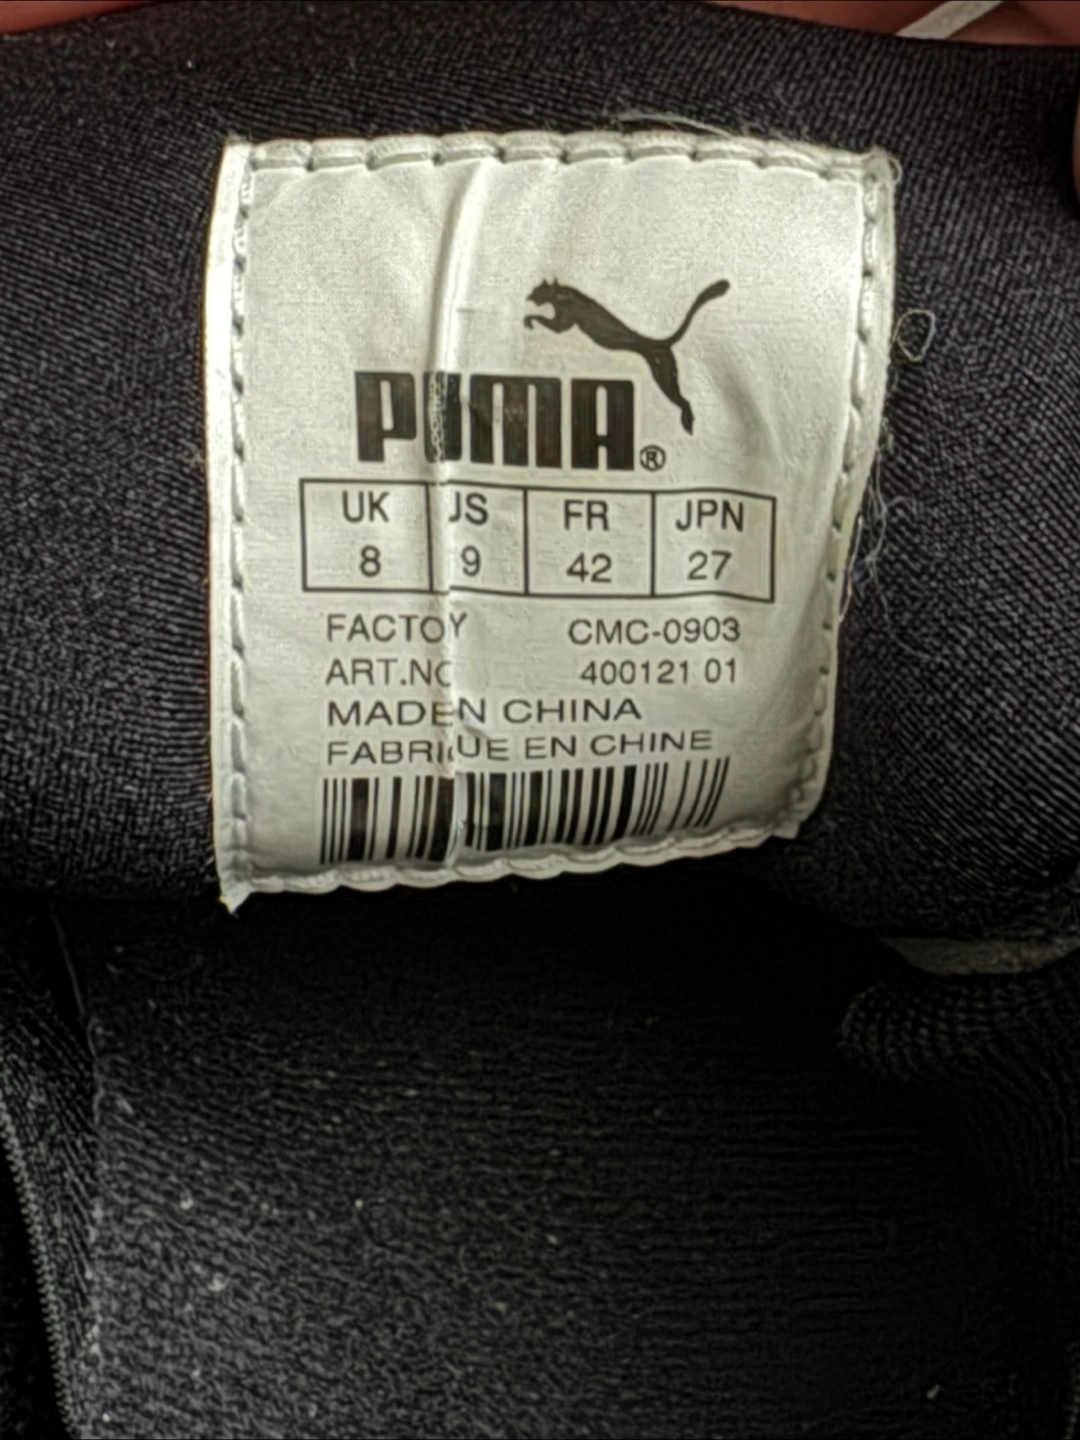 PUMA®
UK US FR JPN
8 9 42 27
FACTOY CMC-0903
ART.NO 400121 01
MADE N CHINA
FABRIQUE EN CHINE